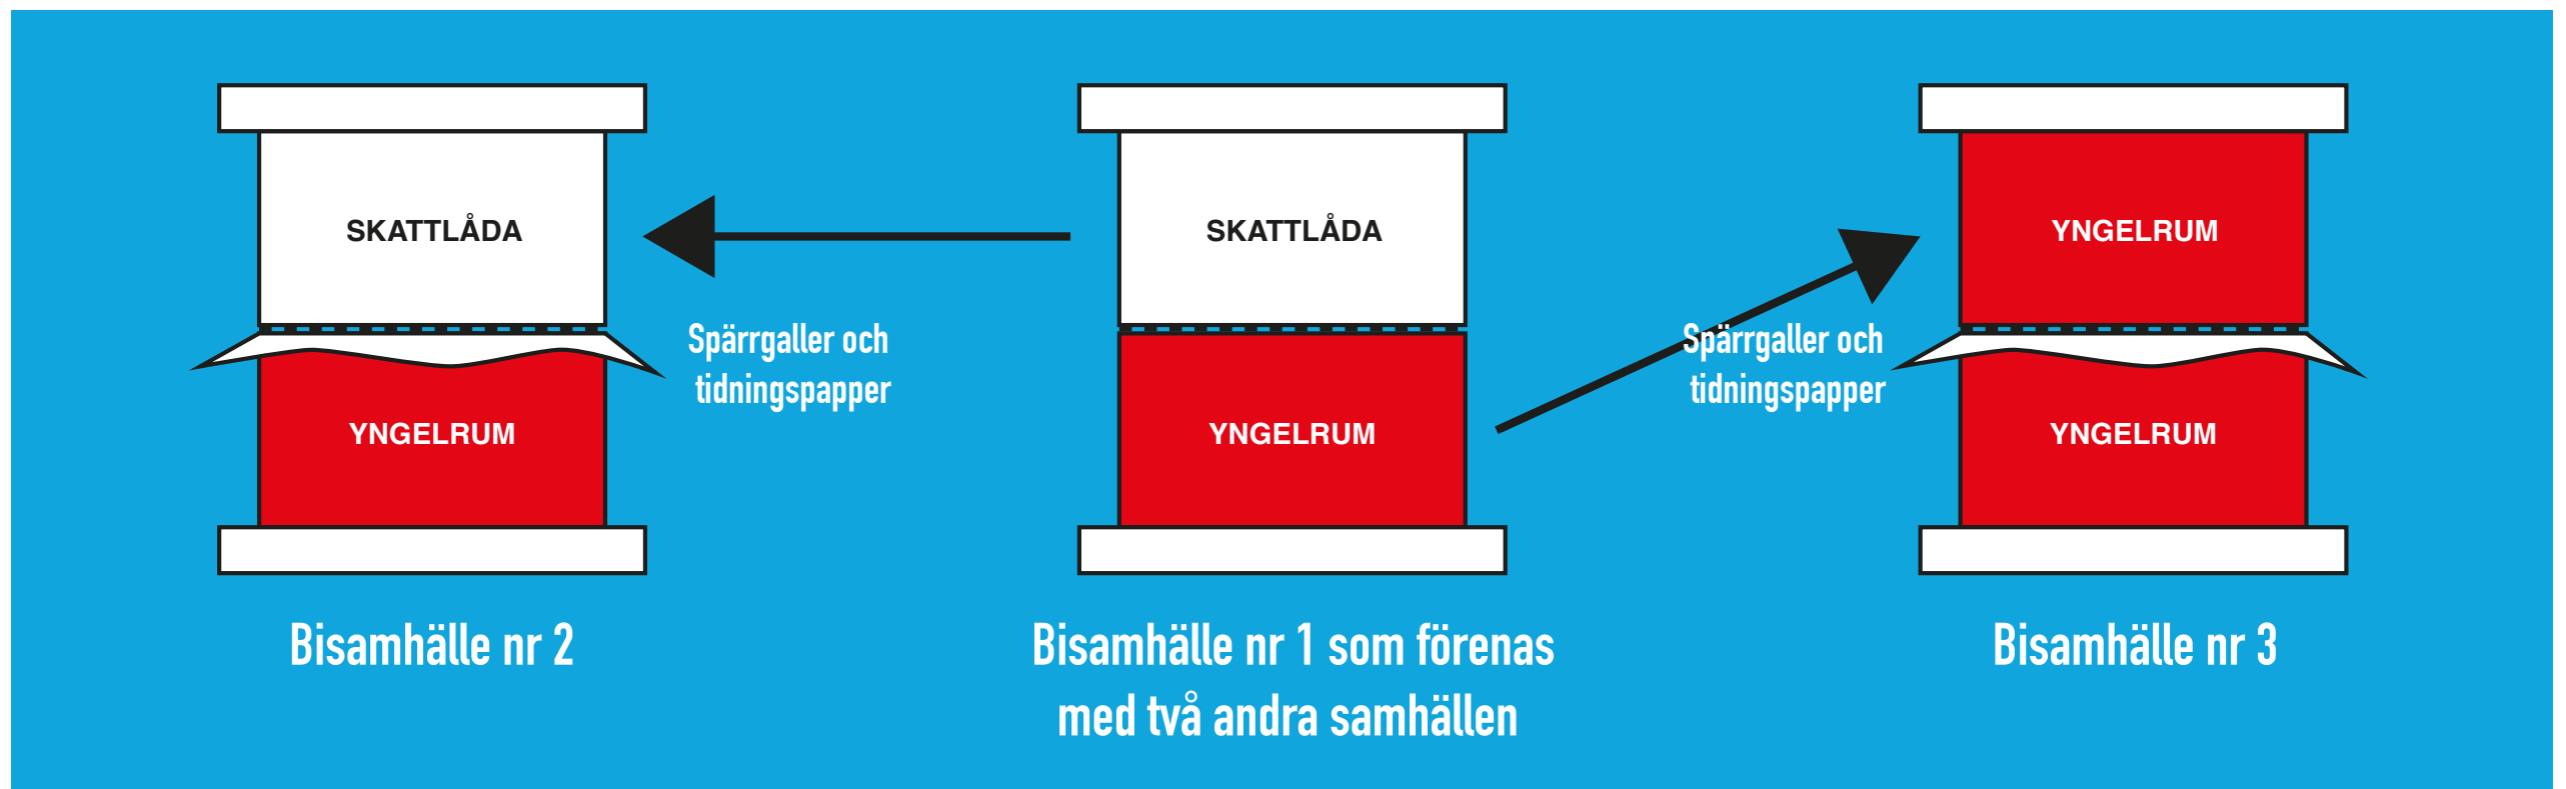 SKATTLÅDA
YNGELRUM
Spärrgaller och
tidningspapper
Bisamhälle nr 2
SKATTLÅDA
YNGELRUM
Bisamhälle nr 1 som förenas
med två andra samhällen
Spärrgaller och
tidningspapper
YNGELRUM
YNGELRUM
Bisamhälle nr 3